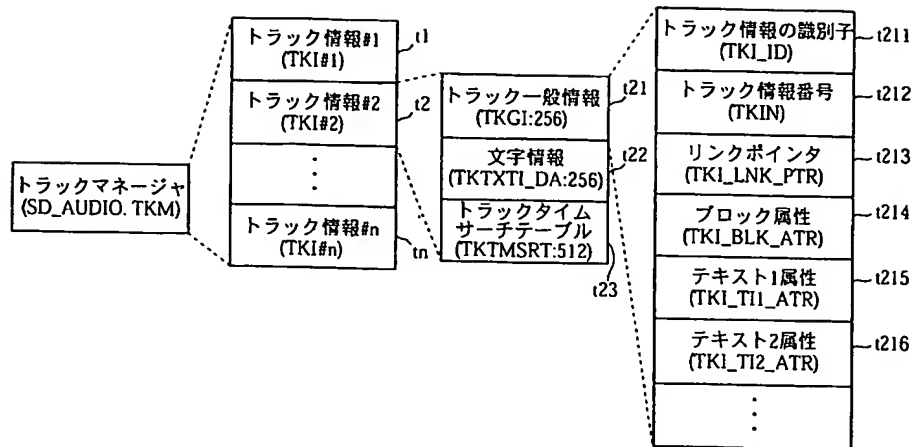 トラックマネージャ
(SD_AUDIO. TKM)
トラック情報#1
(TKI#1)
t1
トラック情報#2
(TKI#2)
t2
トラック情報#n
(TKI#n)
tn
トラック一般情報
(TKGI:256)
t21
文字情報
(TKTXTI_DA:256)
t22
トラックタイム
サーチテーブル
(TKTMSRT:512)
t23
トラック情報の識別子
(TKI_ID)
t211
トラック情報番号
(TKIN)
t212
リンクポインタ
(TKI_LNK_PTR)
t213
ブロック属性
(TKI_BLK_ATR)
t214
テキスト1属性
(TKI_TI1_ATR)
t215
テキスト2属性
(TKI_TI2_ATR)
t216